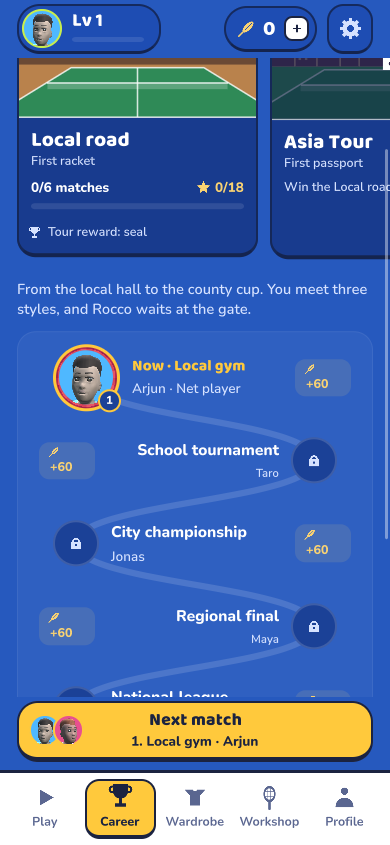 Lv 1
0
+
Local road
First racket
0/6 matches
0/18
Tour reward: seal
Asia Tour
First passport
Win the Local road
From the local hall to the county cup. You meet three
styles, and Rocco waits at the gate.
Now · Local gym
Arjun · Net player
1
+60
School tournament
Taro
+60
City championship
Jonas
+60
Regional final
Maya
+60
National league
Next match
1. Local gym · Arjun
Play
Career
Wardrobe
Workshop
Profile